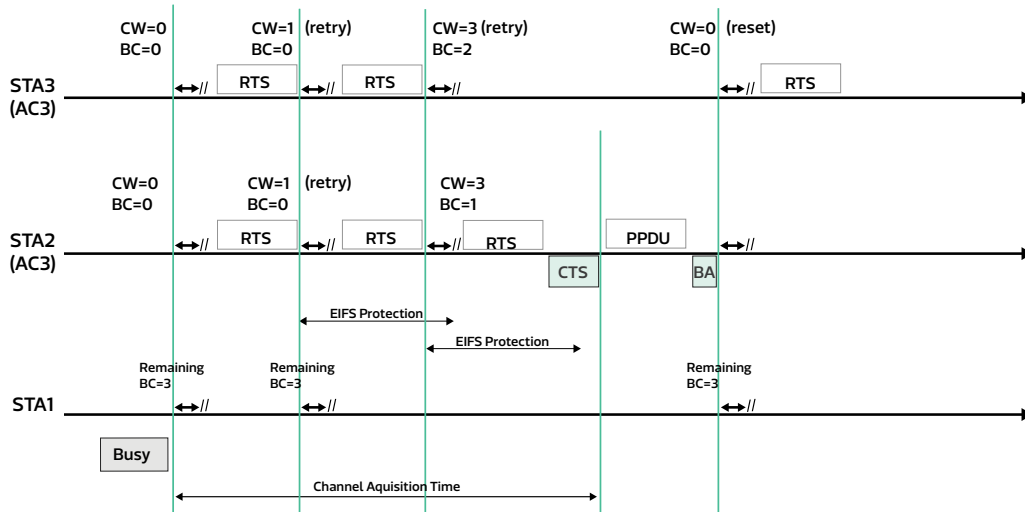 CW=0
BC=0
CW=1 (retry)
BC=0
CW=3 (retry)
BC=2
CW=0 (reset)
BC=0
STA3
(AC3)
//
RTS
//
RTS
//
//
RTS
CW=0
BC=0
CW=1 (retry)
BC=0
CW=3
BC=1
STA2
(AC3)
//
RTS
//
RTS
//
RTS
PPDU
//
CTS
BA
EIFS Protection
EIFS Protection
Remaining
BC=3
Remaining
BC=3
Remaining
BC=3
STA1
//
//
//
Busy
Channel Aquisition Time